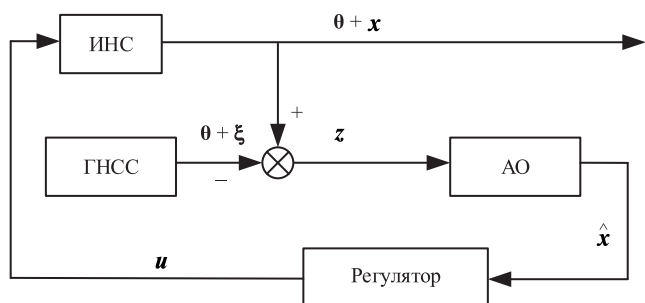 ИНС
θ + x
+
θ + ξ
z
ГНСС
−
АО
x̂
u
Регулятор